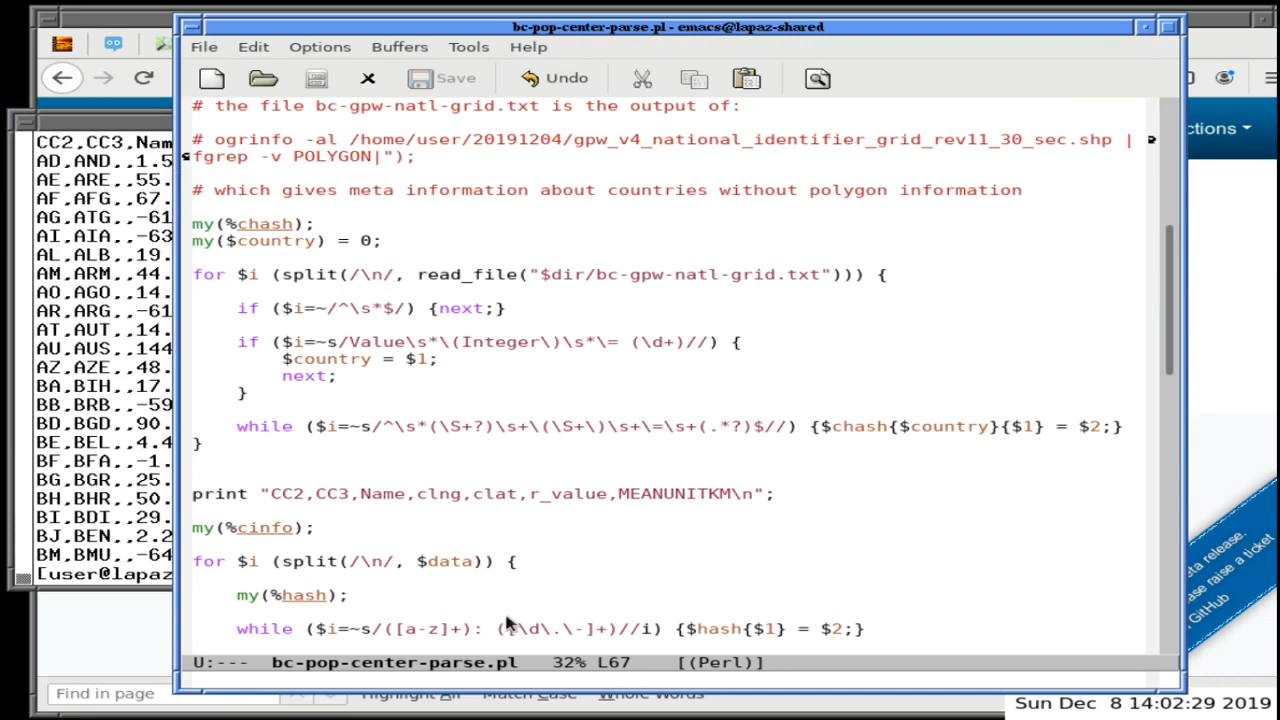 bc-pop-center-parse.pl - emacs@lapaz-shared
File Edit Options Buffers Tools Help
Save Undo
# the file bc-gpw-natl-grid.txt is the output of:
# ogrinfo -al /home/user/20191204/gpw_v4_national_identifier_grid_rev11_30_sec.shp |
fgrep -v POLYGON|");
# which gives meta information about countries without polygon information
my(%chash);
my($country) = 0;
for $i (split(/\n/, read_file("$dir/bc-gpw-natl-grid.txt"))) {
if ($i=~/^\s*$/) {next;}
if ($i=~s/Value\s*\(Integer\)\s*\= (\d+)//) {
$country = $1;
next;
}
while ($i=~s/^\s*(\S+?)\s+\(\S+\)\s+\=\s+(.*?)$//) {$chash{$country}{$1} = $2;}
}
print "CC2,CC3,Name,clng,clat,r_value,MEANUNITKM\n";
my(%cinfo);
for $i (split(/\n/, $data)) {
my(%hash);
while ($i=~s/([a-z]+): ([\d\.\-]+)//i) {$hash{$1} = $2;}
U:--- bc-pop-center-parse.pl 32% L67 [(Perl)]
CC2,CC3,Nam
AD,AND,,1.5
AE,ARE,,55.
AF,AFG,,67.
AG,ATG,,-61
AI,AIA,,-63
AL,ALB,,19.
AM,ARM,,44.
AO,AGO,,14.
AR,ARG,,-61
AT,AUT,,14.
AU,AUS,,144
AZ,AZE,,48.
BA,BIH,,17.
BB,BRB,,-59
BD,BGD,,90.
BE,BEL,,4.4
BF,BFA,,-1.
BG,BGR,,25.
BH,BHR,,50.
BI,BDI,,29.
BJ,BEN,,2.2
BM,BMU,,-64
[user@lapaz
ctions
ta release.
ase raise a ticket
GitHub
Find in page Highlight All Match Case Whole Words
Sun Dec 8 14:02:29 2019